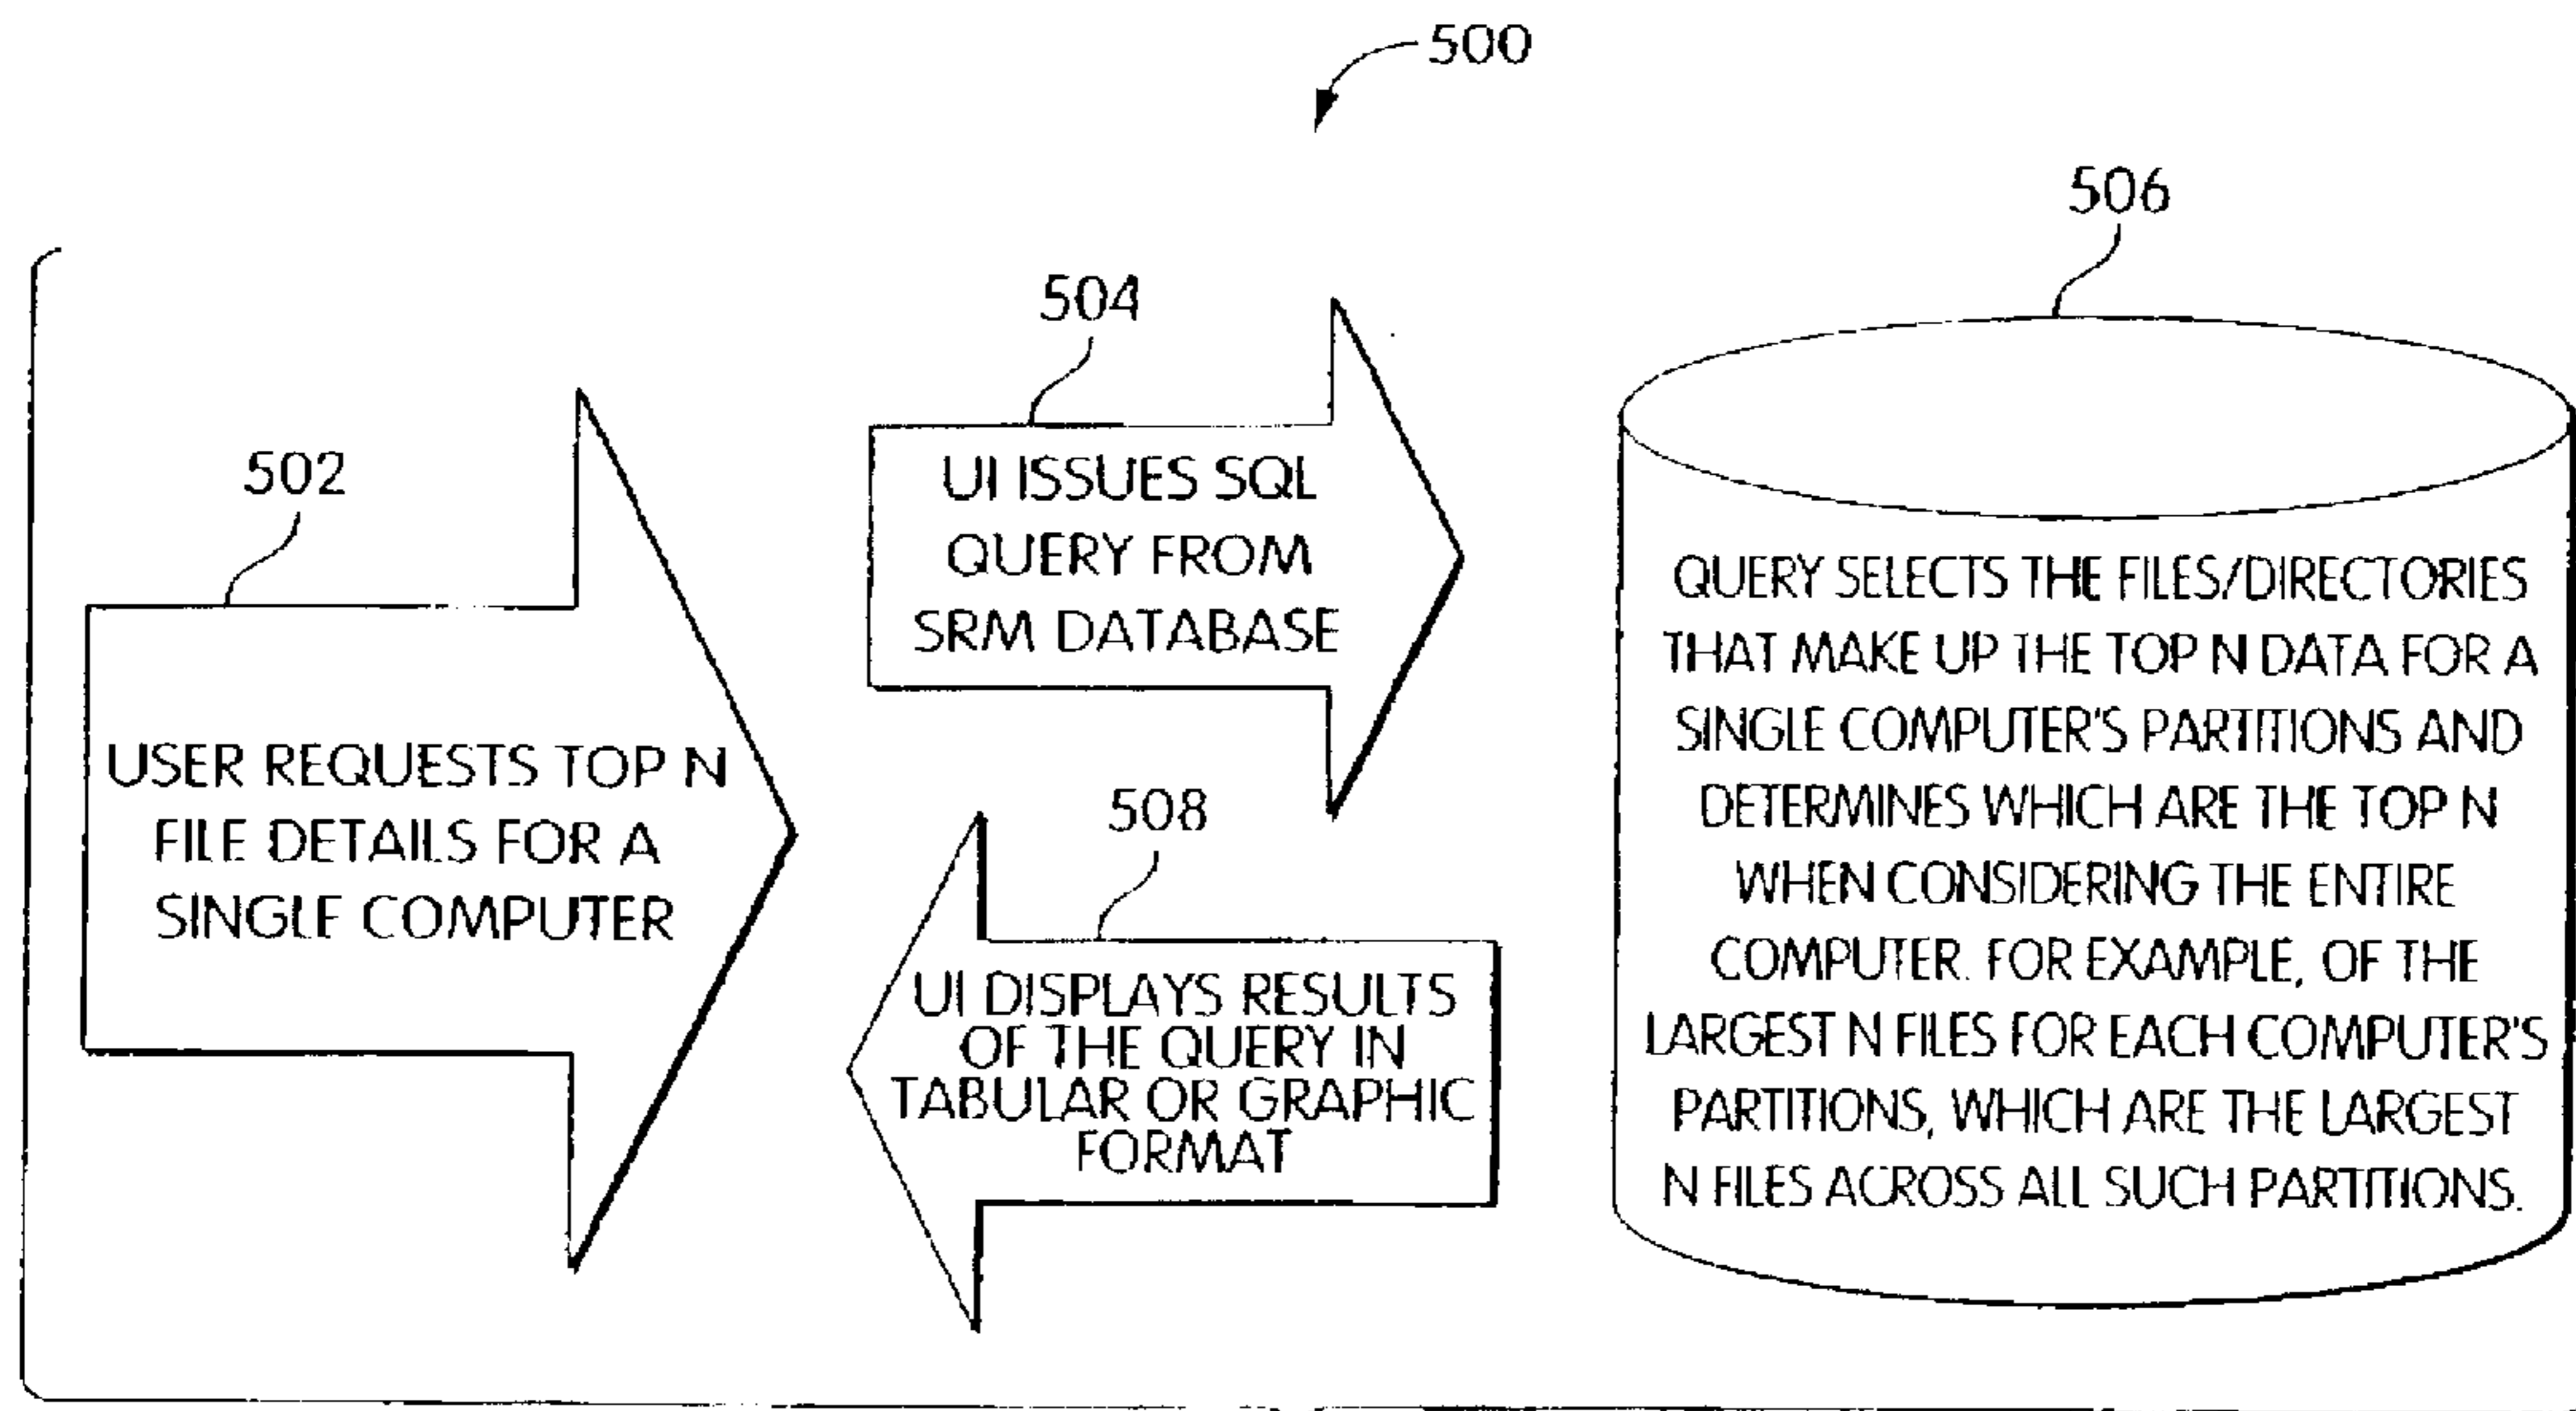 500
506
504
502
UI ISSUES SQL
QUERY FROM
SRM DATABASE
USER REQUESTS TOP N
FILE DETAILS FOR A
SINGLE COMPUTER
508
UI DISPLAYS RESULTS
OF THE QUERY IN
TABULAR OR GRAPHIC
FORMAT
QUERY SELECTS THE FILES/DIRECTORIES
THAT MAKE UP THE TOP N DATA FOR A
SINGLE COMPUTER'S PARTITIONS AND
DETERMINES WHICH ARE THE TOP N
WHEN CONSIDERING THE ENTIRE
COMPUTER. FOR EXAMPLE, OF THE
LARGEST N FILES FOR EACH COMPUTER'S
PARTITIONS, WHICH ARE THE LARGEST
N FILES ACROSS ALL SUCH PARTITIONS.